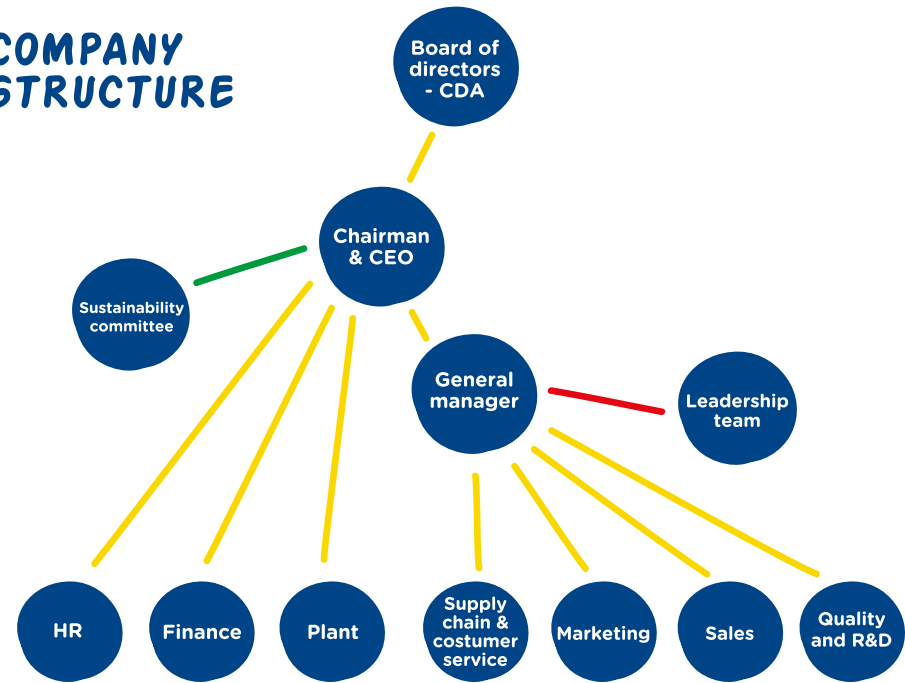 COMPANY
STRUCTURE
Board of
directors
- CDA
Chairman
& CEO
Sustainability
committee
General
manager
Leadership
team
HR
Finance
Plant
Supply
chain &
costumer
service
Marketing
Sales
Quality
and R&D